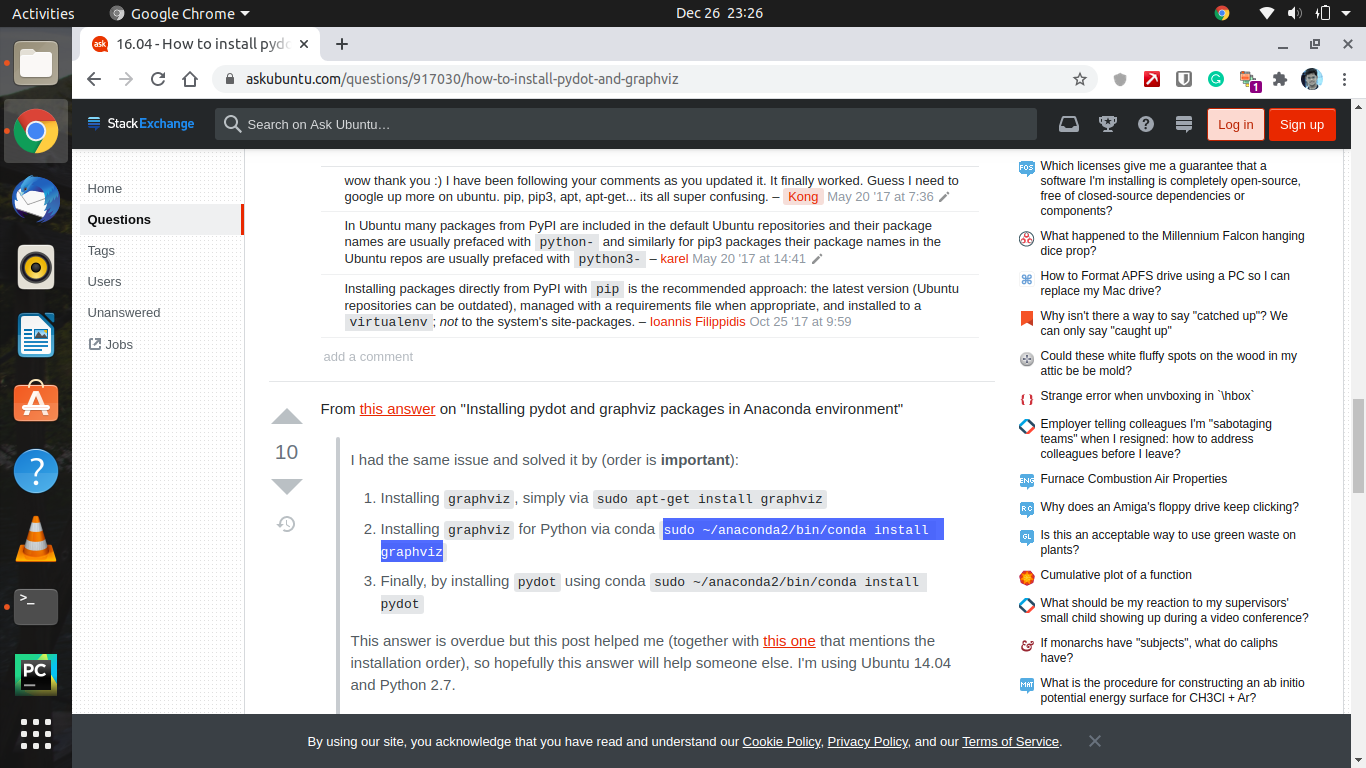 Activities
Google Chrome
Dec 26 23:26
ask
16.04 - How to install pydo
askubuntu.com/questions/917030/how-to-install-pydot-and-graphviz
1
StackExchange
Search on Ask Ubuntu…
Log in
Sign up
Home
Questions
Tags
Users
Unanswered
Jobs
wow thank you :) I have been following your comments as you updated it. It finally worked. Guess I need to
google up more on ubuntu. pip, pip3, apt, apt-get... its all super confusing. – Kong May 20 '17 at 7:36
In Ubuntu many packages from PyPI are included in the default Ubuntu repositories and their package
names are usually prefaced with python- and similarly for pip3 packages their package names in the
Ubuntu repos are usually prefaced with python3- – karel May 20 '17 at 14:41
Installing packages directly from PyPI with pip is the recommended approach: the latest version (Ubuntu
repositories can be outdated), managed with a requirements file when appropriate, and installed to a
virtualenv; not to the system's site-packages. – Ioannis Filippidis Oct 25 '17 at 9:59
add a comment
10
From this answer on "Installing pydot and graphviz packages in Anaconda environment"
I had the same issue and solved it by (order is important):
1. Installing graphviz, simply via sudo apt-get install graphviz
2. Installing graphviz for Python via conda sudo ~/anaconda2/bin/conda install
graphviz
3. Finally, by installing pydot using conda sudo ~/anaconda2/bin/conda install
pydot
This answer is overdue but this post helped me (together with this one that mentions the
installation order), so hopefully this answer will help someone else. I'm using Ubuntu 14.04
and Python 2.7.
FOS
Which licenses give me a guarantee that a
software I'm installing is completely open-source,
free of closed-source dependencies or
components?
What happened to the Millennium Falcon hanging
dice prop?
How to Format APFS drive using a PC so I can
replace my Mac drive?
Why isn't there a way to say "catched up"? We
can only say "caught up"
Could these white fluffy spots on the wood in my
attic be be mold?
Strange error when unvboxing in `\hbox`
Employer telling colleagues I'm "sabotaging
teams" when I resigned: how to address
colleagues before I leave?
ENG
Furnace Combustion Air Properties
RC
Why does an Amiga's floppy drive keep clicking?
GL
Is this an acceptable way to use green waste on
plants?
Cumulative plot of a function
What should be my reaction to my supervisors'
small child showing up during a video conference?
If monarchs have "subjects", what do caliphs
have?
MAT
What is the procedure for constructing an ab initio
potential energy surface for CH3Cl + Ar?
By using our site, you acknowledge that you have read and understand our Cookie Policy, Privacy Policy, and our Terms of Service.
>_
PC